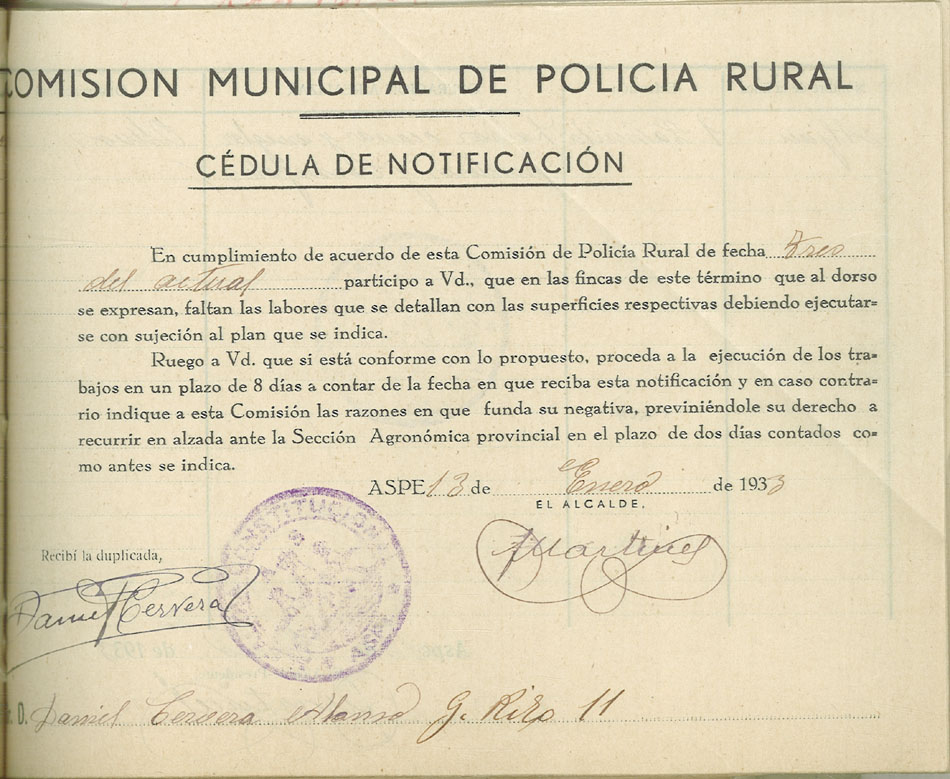 COMISION MUNICIPAL DE POLICIA RURAL
CÉDULA DE NOTIFICACIÓN
En cumplimiento de acuerdo de esta Comisión de Policía Rural de fecha tres
del actual participo a Vd., que en las fincas de este término que al dorso
se expresan, faltan las labores que se detallan con las superficies respectivas debiendo ejecutar=
se con sujeción al plan que se indica.
Ruego a Vd. que si está conforme con lo propuesto, proceda a la ejecución de los tra=
bajos en un plazo de 8 días a contar de la fecha en que reciba esta notificación y en caso contra=
rio indique a esta Comisión las razones en que funda su negativa, previniéndole su derecho a
recurrir en alzada ante la Sección Agronómica provincial en el plazo de dos días contados co=
mo antes se indica.
ASPE 13 de Enero de 1933
EL ALCALDE,
Martinez
Recibí la duplicada,
Daniel Cervera
CONSTITUCIONAL
ASPE
D. Daniel Cervera Alonso G. Rizo 11